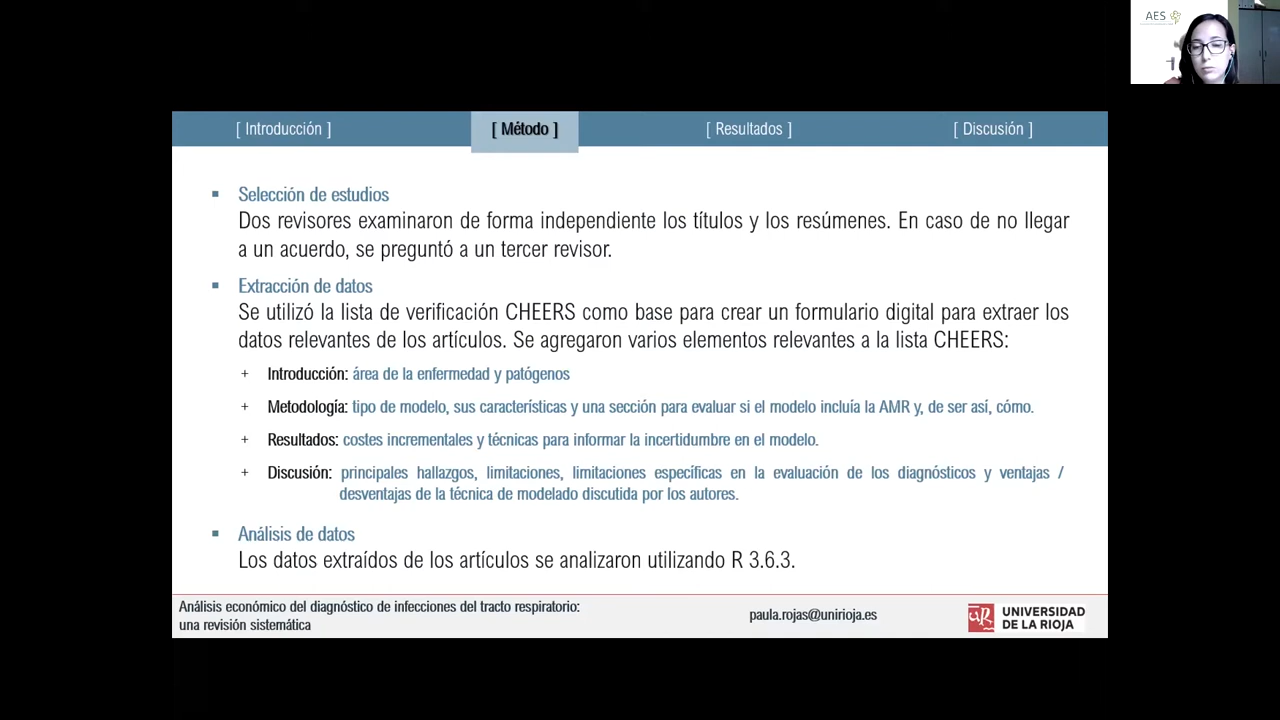 AES
[ Introducción ]
[ Método ]
[ Resultados ]
[ Discusión ]
Selección de estudios
Dos revisores examinaron de forma independiente los títulos y los resúmenes. En caso de no llegar
a un acuerdo, se preguntó a un tercer revisor.
Extracción de datos
Se utilizó la lista de verificación CHEERS como base para crear un formulario digital para extraer los
datos relevantes de los artículos. Se agregaron varios elementos relevantes a la lista CHEERS:
+ Introducción: área de la enfermedad y patógenos
+ Metodología: tipo de modelo, sus características y una sección para evaluar si el modelo incluía la AMR y, de ser así, cómo.
+ Resultados: costes incrementales y técnicas para informar la incertidumbre en el modelo.
+ Discusión: principales hallazgos, limitaciones, limitaciones específicas en la evaluación de los diagnósticos y ventajas /
desventajas de la técnica de modelado discutida por los autores.
Análisis de datos
Los datos extraídos de los artículos se analizaron utilizando R 3.6.3.
Análisis económico del diagnóstico de infecciones del tracto respiratorio:
una revisión sistemática
paula.rojas@unirioja.es
UNIVERSIDAD
DE LA RIOJA